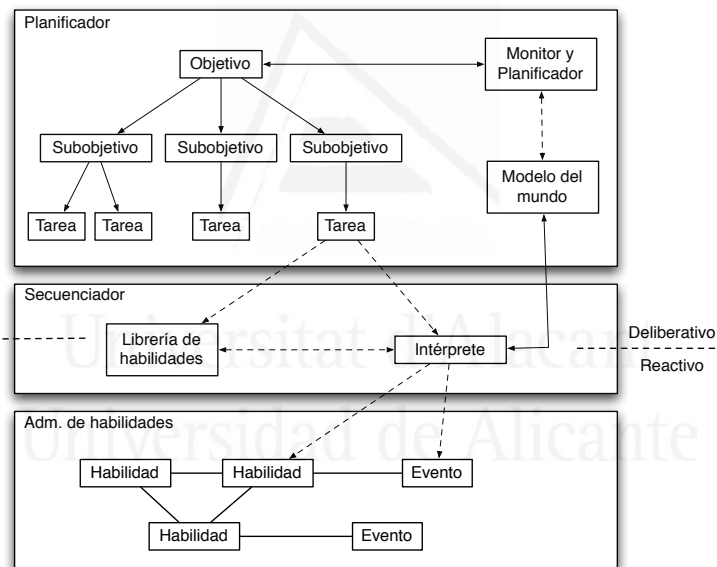 Planificador
Objetivo
Monitor y
Planificador
Subobjetivo
Subobjetivo
Subobjetivo
Modelo del
mundo
Tarea
Tarea
Tarea
Tarea
Secuenciador
Librería de
habilidades
Intérprete
Deliberativo
Reactivo
Universitat d'Alacant
Universidad de Alicante
Adm. de habilidades
Habilidad
Habilidad
Evento
Habilidad
Evento